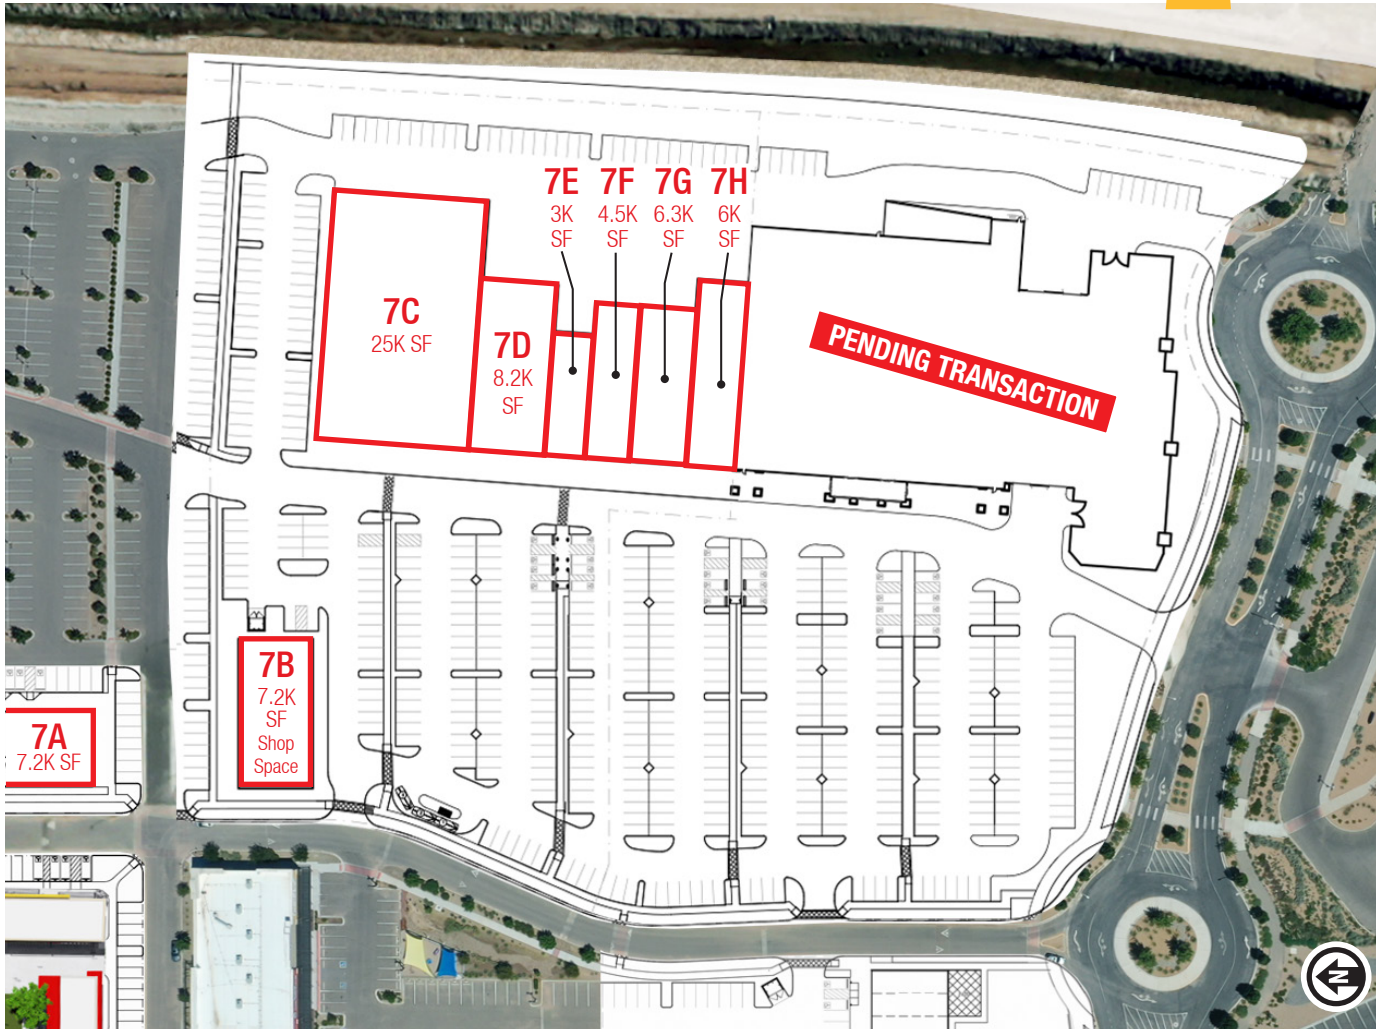 7E
3K
SF
7F
4.5K
SF
7G
6.3K
SF
7H
6K
SF
7C
25K SF
7D
8.2K
SF
PENDING TRANSACTION
7B
7.2K
SF
Shop
Space
7A
7.2K SF
N